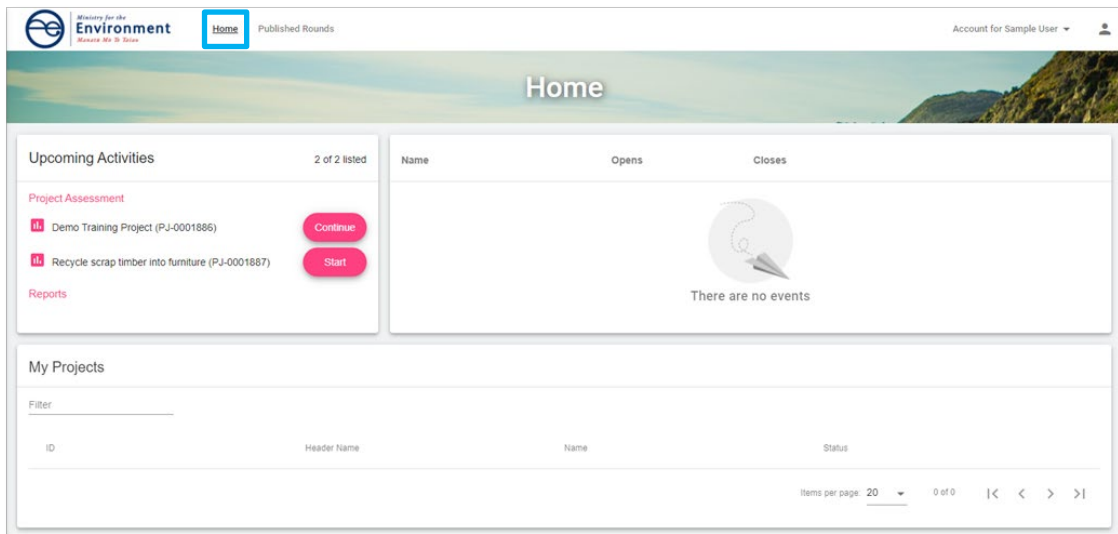 Ministry for the
Environment
Manatū Mō Te Taiao
Home Published Rounds Account for Sample User
Home
Upcoming Activities 2 of 2 listed
Project Assessment
Demo Training Project (PJ-0001886) Continue
Recycle scrap timber into furniture (PJ-0001887) Start
Reports
Name Opens Closes
There are no events
My Projects
Filter
ID Header Name Name Status
Items per page: 20 0 of 0